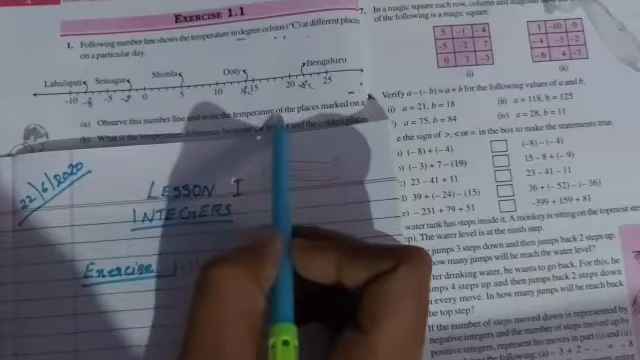 EXERCISE 1.1
1. Following number line shows the temperature in degree celsius (°C) at different places
on a particular day.
Lahulspiti Srinagar Shimla Ooty Bengaluru
-10 -5 0 5 10 15 20 25
(a) Observe this number line and write the temperature of the places marked on it.
(b) What is the temperature difference between
22/6/2020
LESSON I
INTEGERS
Exercise
7. In a magic square each row, column and
of the following is a magic square
5 -1 -4
-5 -2 7
0 3 -3
(i)
1 -10 0
-4 -3 -2
-6 4 -7
(ii)
8. Verify a – (– b) = a + b for the following values of a and b.
(i) a = 21, b = 18
(ii) a = 118, b = 125
a = 75, b = 84
(iv) a = 28, b = 11
e the sign of >, < or = in the box to make the statements true.
(-8) + (-4) (-8) – (-4)
(-3) + 7 – (19) 15 – 8 + (-9)
23 – 41 + 11 23 – 41 – 11
39 + (-24) – (15) 36 + (-52) – (-36)
- 231 + 79 + 51 -399 + 159 + 81
water tank has steps inside it. A monkey is sitting on the topmost
The water level is at the ninth step.
jumps 3 steps down and then jumps back 2 steps up.
how many jumps will he reach the water level?
ter drinking water, he wants to go back. For this, he
mps 4 steps up and then jumps back 2 steps down
every move. In how many jumps will he reach back
he top step?
If the number of steps moved down is represented by
negative integers and the number of steps moved up
positive integers, represent his moves in part (i) and (ii)